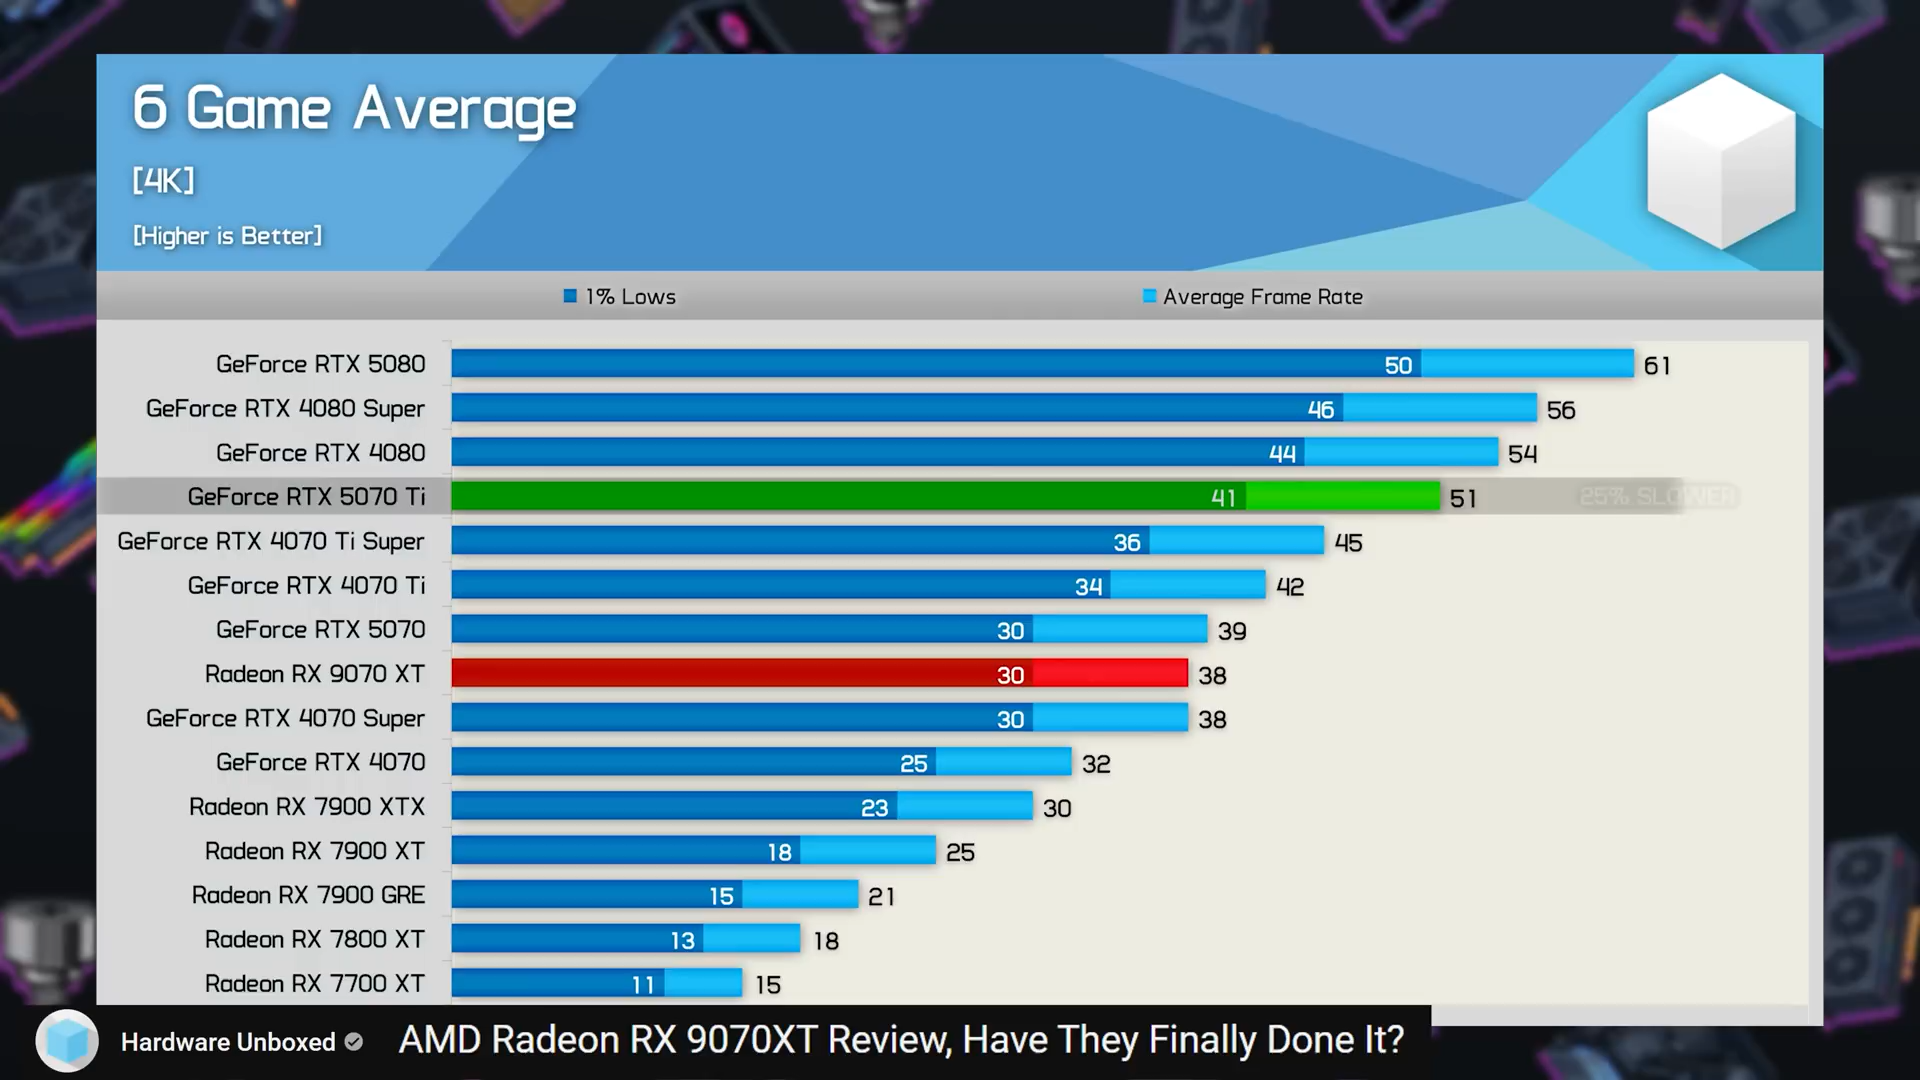 6 Game Average
[4K]
[Higher is Better]
1% Lows Average Frame Rate
GeForce RTX 5080 50 61
GeForce RTX 4080 Super 46 56
GeForce RTX 4080 44 54
GeForce RTX 5070 Ti 41 51 25% SLOWER
GeForce RTX 4070 Ti Super 36 45
GeForce RTX 4070 Ti 34 42
GeForce RTX 5070 30 39
Radeon RX 9070 XT 30 38
GeForce RTX 4070 Super 30 38
GeForce RTX 4070 25 32
Radeon RX 7900 XTX 23 30
Radeon RX 7900 XT 18 25
Radeon RX 7900 GRE 15 21
Radeon RX 7800 XT 13 18
Radeon RX 7700 XT 11 15
Hardware Unboxed AMD Radeon RX 9070XT Review, Have They Finally Done It?